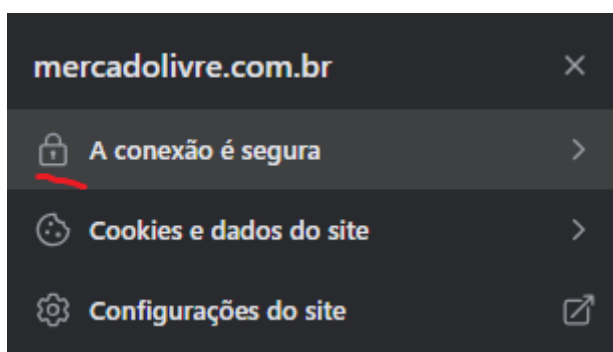 mercadolivre.com.br
A conexão é segura
Cookies e dados do site
Configurações do site